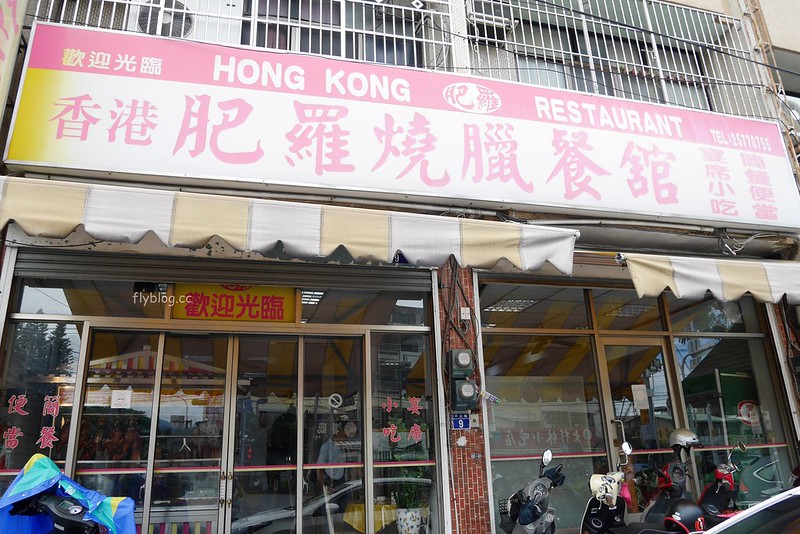 歡迎光臨
HONG KONG
肥羅
RESTAURANT
TEL:25770755
香港肥羅燒臘餐舘
宴席小吃
簡餐便當
flyblog.cc
歡迎光臨
簡餐
便當
宴席
小吃
9